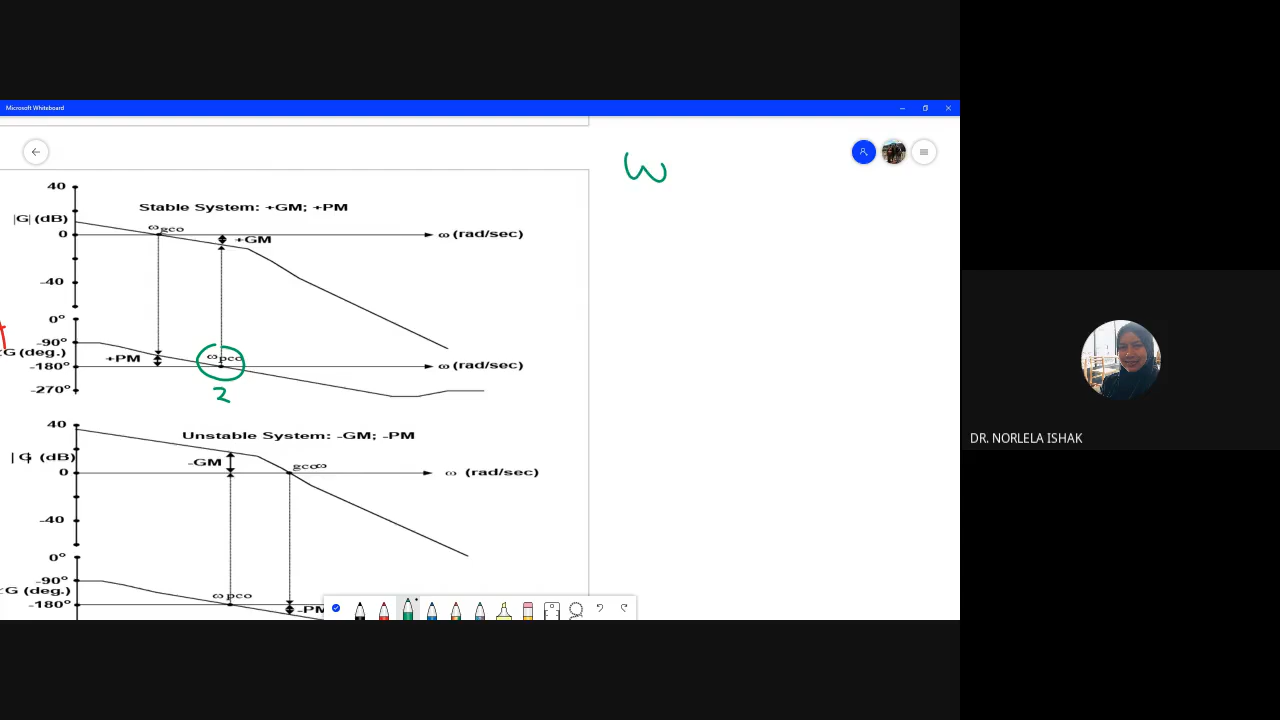 Microsoft Whiteboard
ω
40
Stable System: +GM; +PM
|G| (dB)
ωgco
0
+GM
ω (rad/sec)
-40
0°
-90°
G (deg.)
+PM
ωpco
-180°
ω (rad/sec)
-270°
2
40
Unstable System: -GM; -PM
|G| (dB)
-GM
gco∞
0
ω (rad/sec)
-40
0°
-90°
G (deg.)
ωpco
-180°
-PM
DR. NORLELA ISHAK